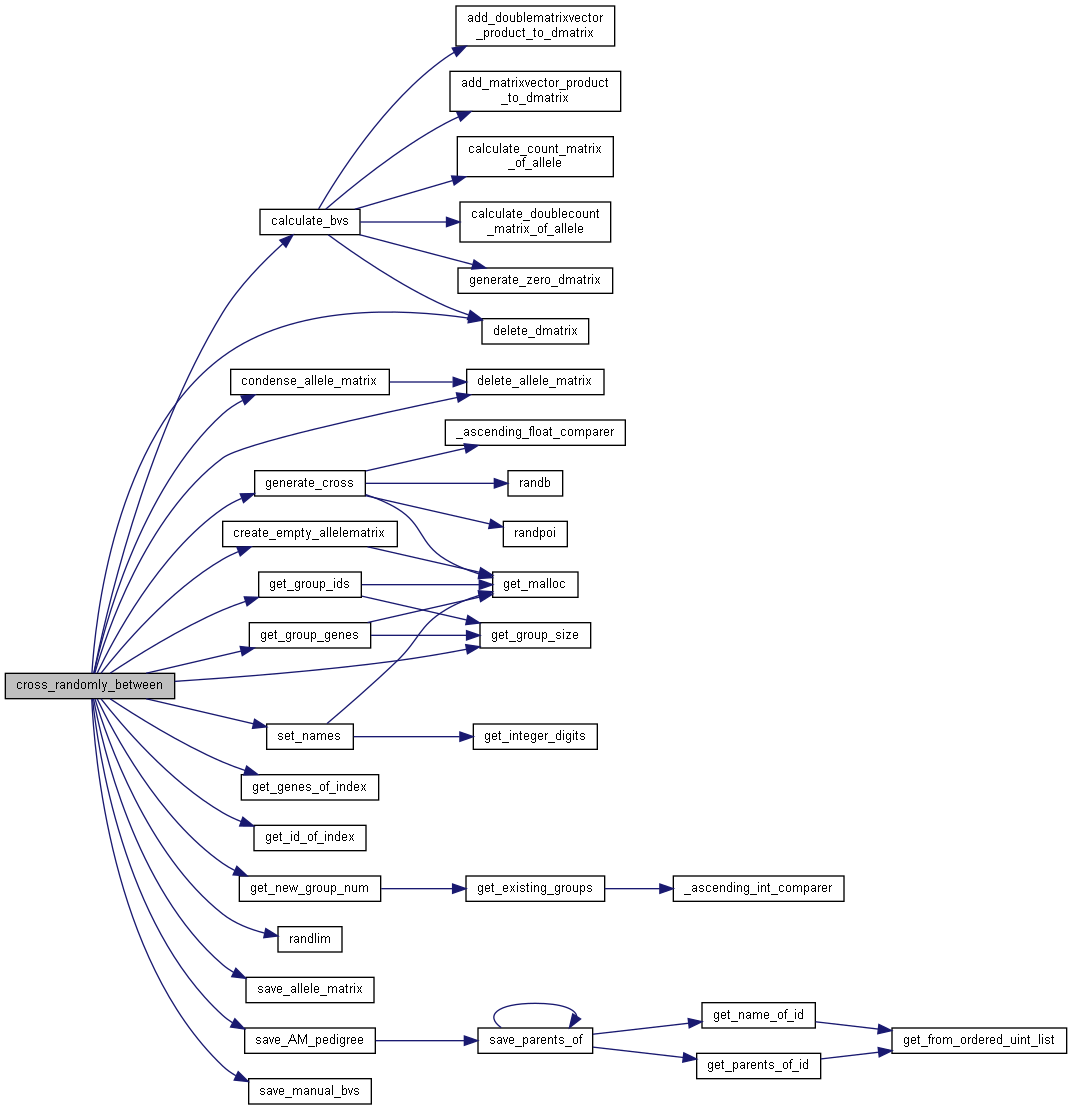 add_doublematrixvector
_product_to_dmatrix
add_matrixvector_product
_to_dmatrix
calculate_count_matrix
_of_allele
calculate_bvs
calculate_doublecount
_matrix_of_allele
generate_zero_dmatrix
delete_dmatrix
condense_allele_matrix
delete_allele_matrix
_ascending_float_comparer
generate_cross
randb
create_empty_allelematrix
randpoi
get_group_ids
get_malloc
get_group_genes
get_group_size
cross_randomly_between
set_names
get_integer_digits
get_genes_of_index
get_id_of_index
get_new_group_num
get_existing_groups
_ascending_int_comparer
randlim
save_allele_matrix
get_name_of_id
save_AM_pedigree
save_parents_of
get_from_ordered_uint_list
get_parents_of_id
save_manual_bvs